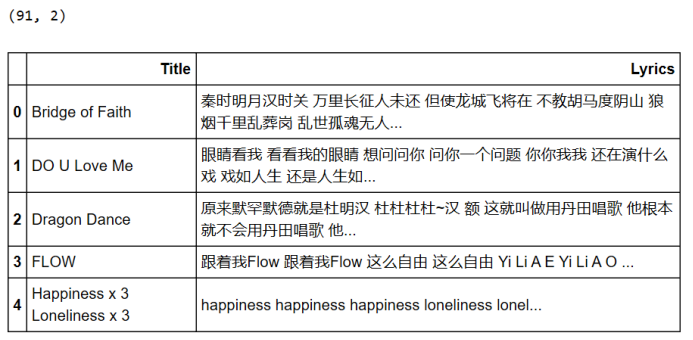 (91, 2)
Title Lyrics
0 Bridge of Faith 秦时明月汉时关 万里长征人未还 但使龙城飞将在 不教胡马度阴山 狼
烟千里乱葬岗 乱世孤魂无人...
1 DO U Love Me 眼睛看我 看看我的眼睛 想问问你 问你一个问题 你你我我 还在演什么
戏 戏如人生 还是人生如...
2 Dragon Dance 原来默罕默德就是杜明汉 杜杜杜杜~汉 额 这就叫做用丹田唱歌 他根本
就不会用丹田唱歌 他...
3 FLOW 跟着我Flow 跟着我Flow 这么自由 这么自由 Yi Li A E Yi Li A O ...
4 Happiness x 3
Loneliness x 3 happiness happiness happiness loneliness lonel...